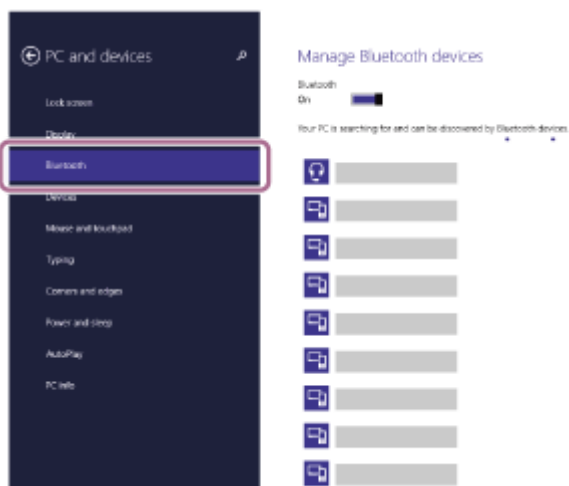 PC and devices
Lock screen
Display
Bluetooth
Devices
Mouse and touchpad
Typing
Corners and edges
Power and sleep
AutoPlay
PC info
Manage Bluetooth devices
Bluetooth
On
Your PC is searching for and can be discovered by Bluetooth devices.